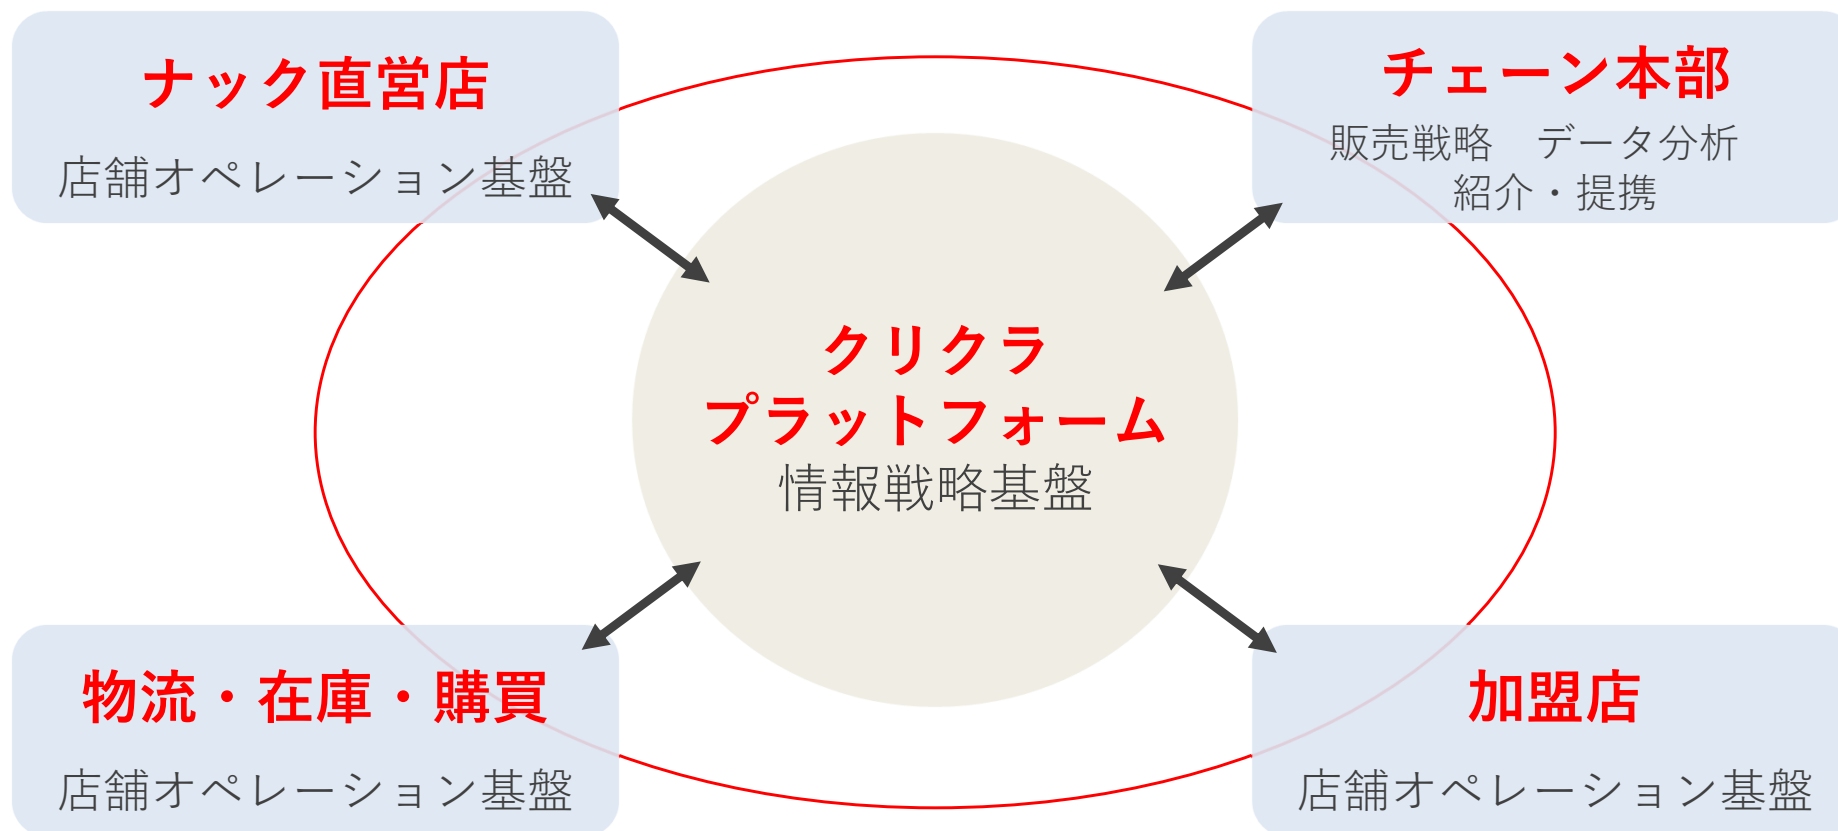 ナック直営店
店舗オペレーション基盤
チェーン本部
販売戦略　データ分析
紹介・提携
クリクラ
プラットフォーム
情報戦略基盤
物流・在庫・購買
店舗オペレーション基盤
加盟店
店舗オペレーション基盤